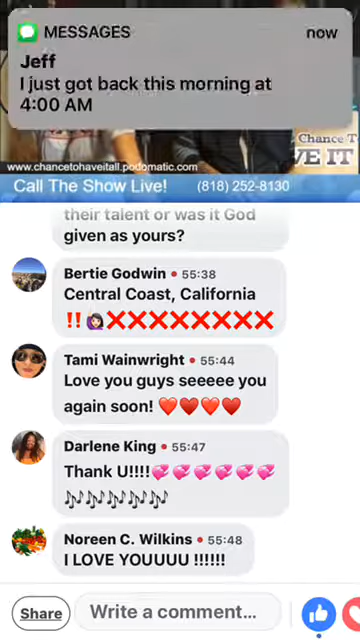 MESSAGES
now
Jeff
I just got back this morning at
4:00 AM
Chance T
VE IT
www.chancetohaveitall.podomatic.com
Call The Show Live! (818) 252-8130
their talent or was it God
given as yours?
Bertie Godwin • 55:38
Central Coast, California
‼️🙋🏻‍♀️❌❌❌❌❌❌❌❌
Tami Wainwright • 55:44
Love you guys seeeee you
again soon! ❤️♥️❤️♥️
Darlene King • 55:47
Thank U!!!!💞💞💞💞💞💞
🎶🎶🎶🎶🎶
Noreen C. Wilkins • 55:48
I LOVE YOUUUU !!!!!!
Share
Write a comment...